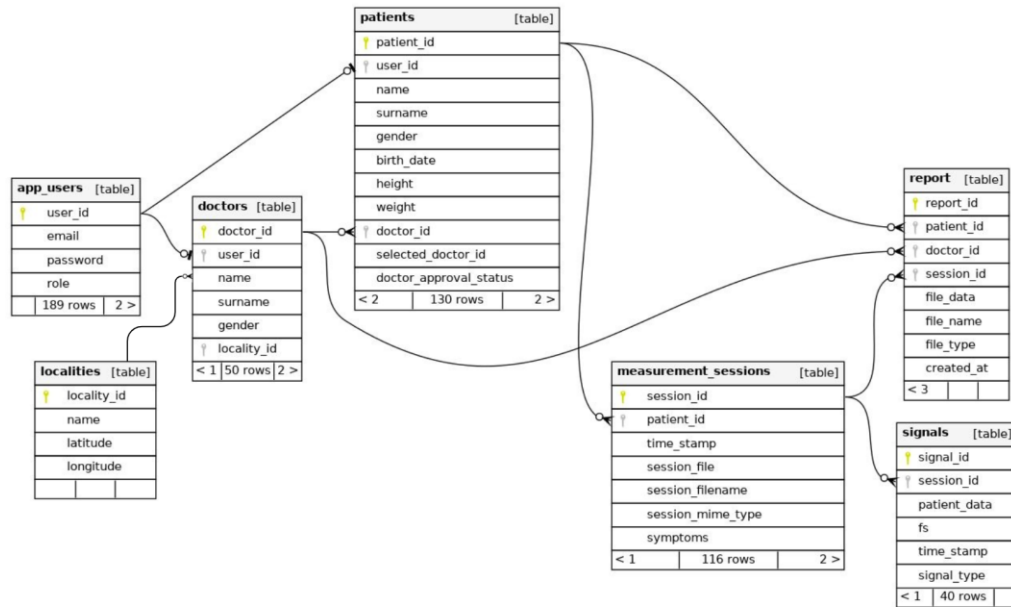 patients [table]
patient_id
user_id
name
surname
gender
birth_date
height
weight
doctor_id
selected_doctor_id
doctor_approval_status
< 2 130 rows 2 >
app_users [table]
user_id
email
password
role
189 rows 2 >
doctors [table]
doctor_id
user_id
name
surname
gender
locality_id
< 1 50 rows 2 >
localities [table]
locality_id
name
latitude
longitude
measurement_sessions [table]
session_id
patient_id
time_stamp
session_file
session_filename
session_mime_type
symptoms
< 1 116 rows 2 >
report [table]
report_id
patient_id
doctor_id
session_id
file_data
file_name
file_type
created_at
< 3
signals [table]
signal_id
session_id
patient_data
fs
time_stamp
signal_type
< 1 40 rows